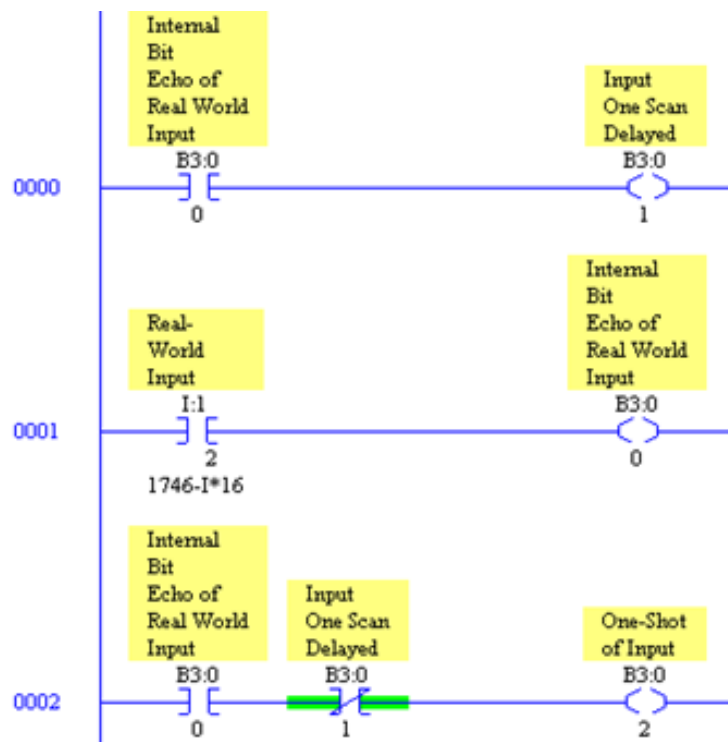 Internal
Bit
Echo of
Real World
Input
B3:0
0
Input
One Scan
Delayed
B3:0
1
0000
Real-
World
Input
I:1
2
1746-I*16
Internal
Bit
Echo of
Real World
Input
B3:0
0
0001
Internal
Bit
Echo of
Real World
Input
B3:0
0
Input
One Scan
Delayed
B3:0
1
One-Shot
of Input
B3:0
2
0002